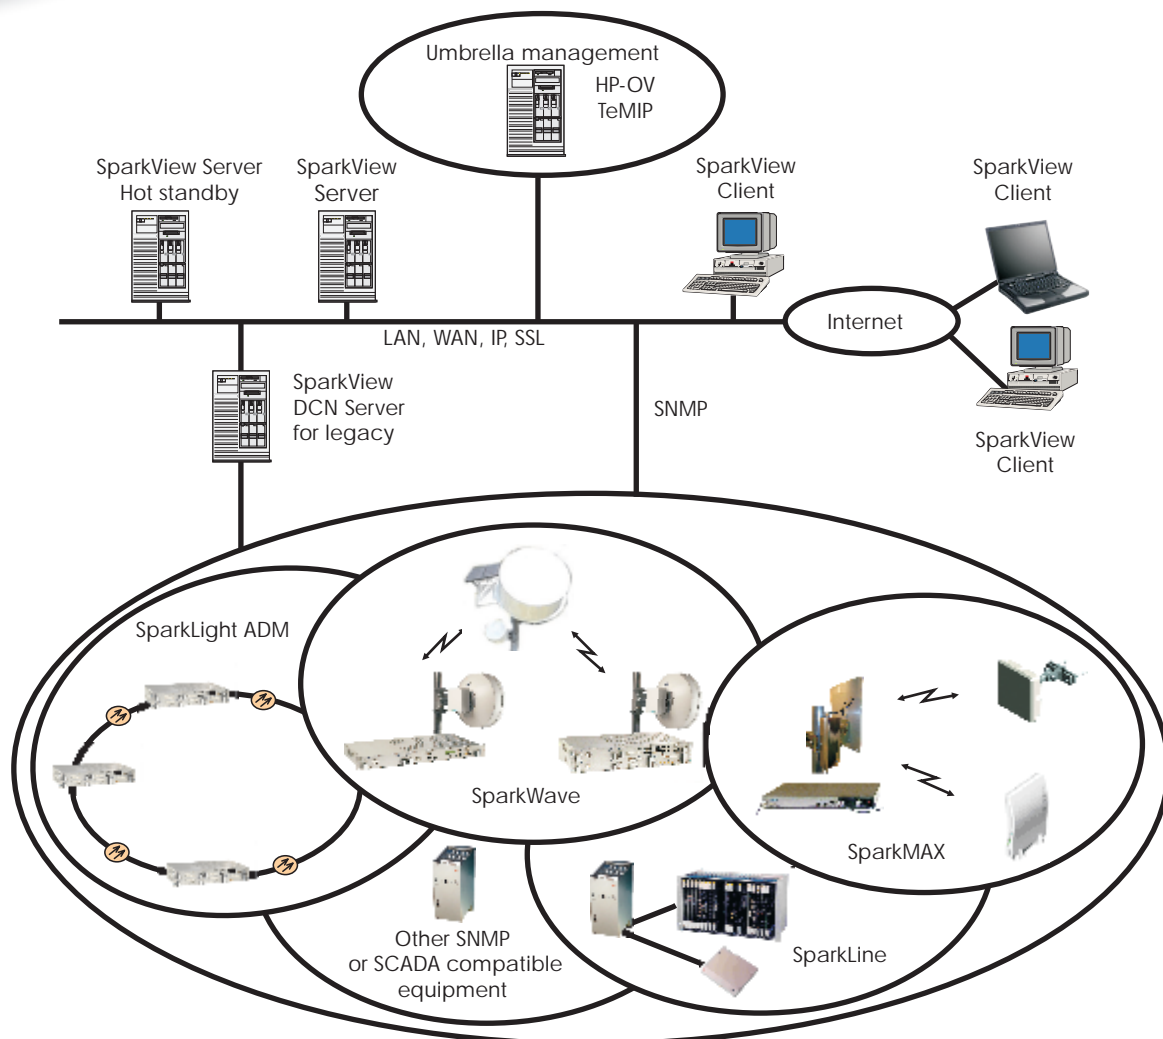 Umbrella management
HP-OV
TeMIP
SparkView Server
Hot standby
SparkView
Server
SparkView
Client
SparkView
Client
LAN, WAN, IP, SSL
Internet
SparkView
DCN Server
for legacy
SNMP
SparkView
Client
SparkLight ADM
SparkWave
SparkMAX
Other SNMP
or SCADA compatible
equipment
SparkLine